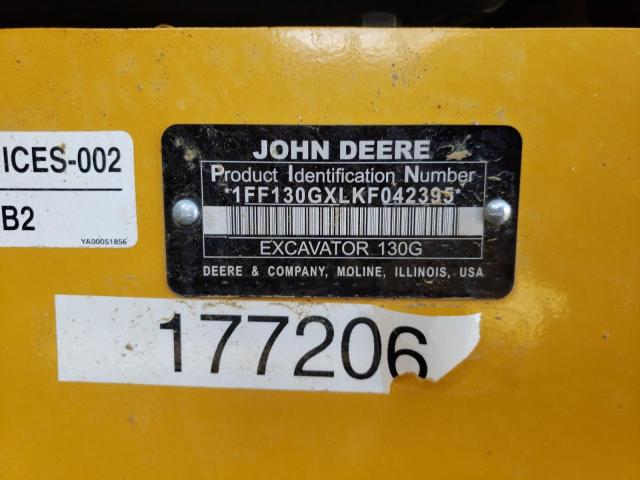 ICES-002
B2
YA00051856
JOHN DEERE
Product Identification Number
*1FF130GXLKF042395*
EXCAVATOR 130G
DEERE & COMPANY, MOLINE, ILLINOIS, USA
177206